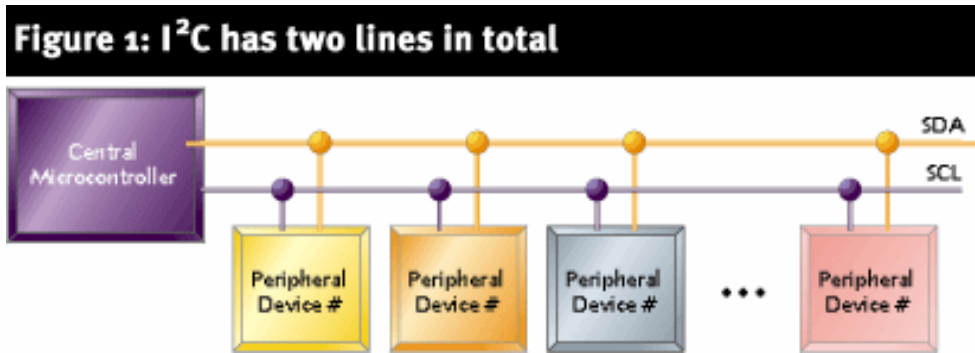 Figure 1: I²C has two lines in total
SDA
Central
Microcontroller
SCL
Peripheral
Device #
Peripheral
Device #
Peripheral
Device #
•••
Peripheral
Device #